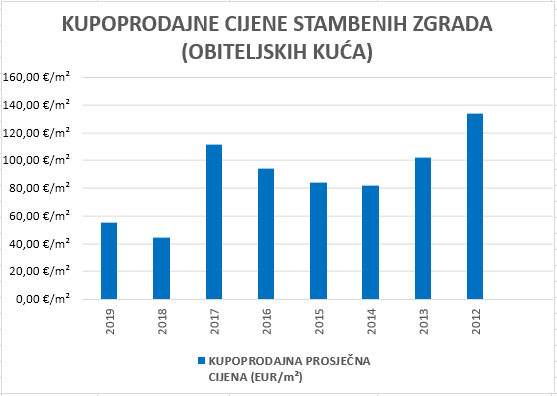 KUPOPRODAJNE CIJENE STAMBENIH ZGRADA
(OBITELJSKIH KUĆA)
160,00 €/m²
140,00 €/m²
120,00 €/m²
100,00 €/m²
80,00 €/m²
60,00 €/m²
40,00 €/m²
20,00 €/m²
0,00 €/m²
2019
2018
2017
2016
2015
2014
2013
2012
KUPOPRODAJNA PROSJEČNA
CIJENA (EUR/m²)